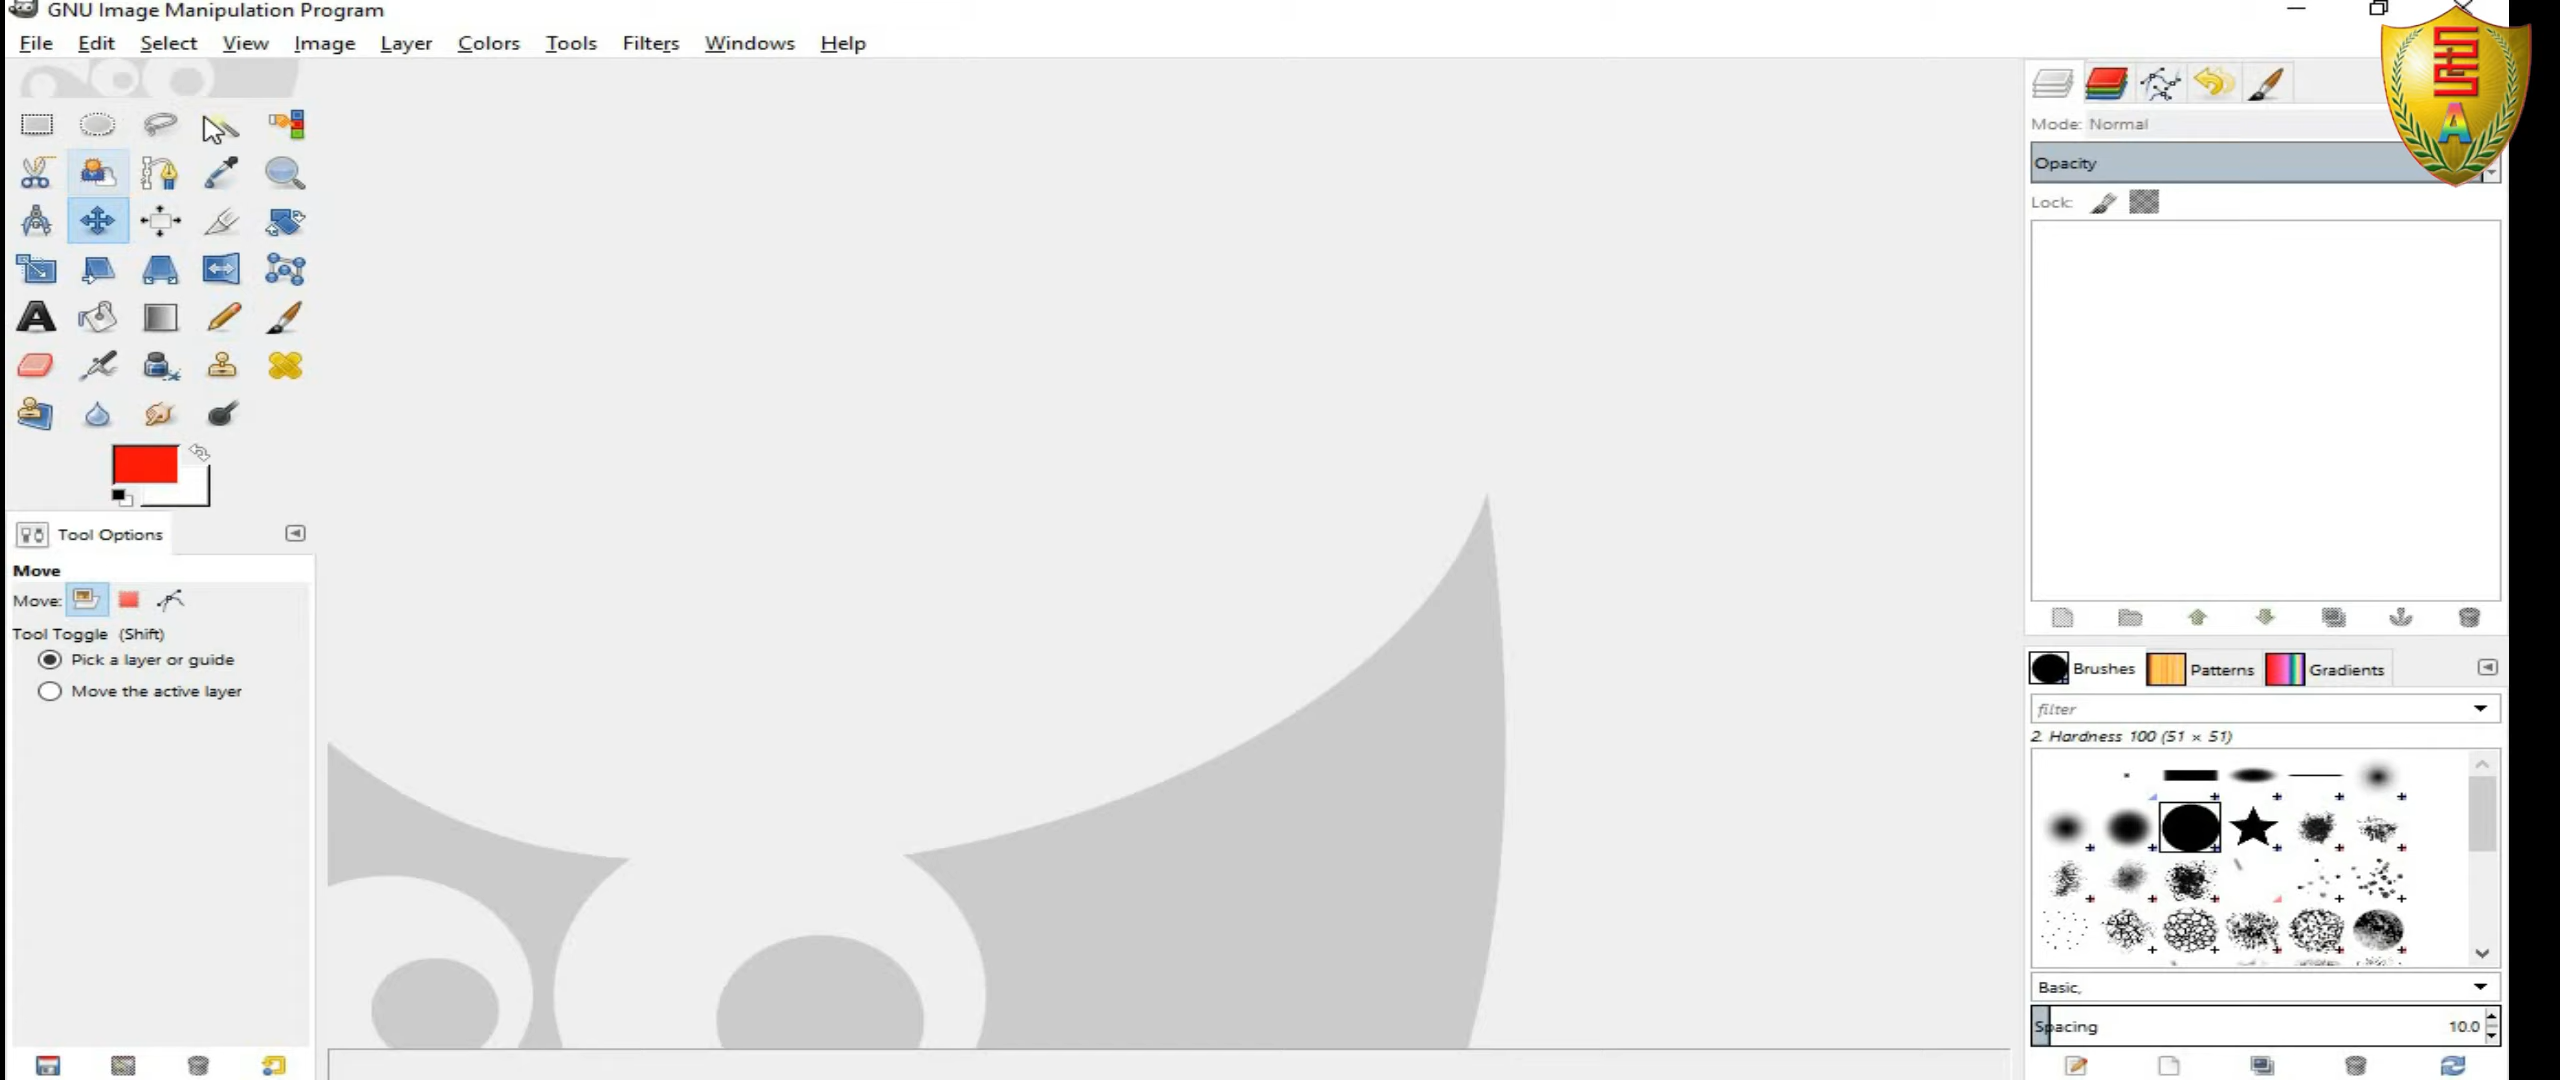 GNU Image Manipulation Program
File Edit Select View Image Layer Colors Tools Filters Windows Help
Mode: Normal
Opacity
Lock:
Tool Options
Move
Move:
Tool Toggle (Shift)
Pick a layer or guide
Move the active layer
Brushes Patterns Gradients
filter
2. Hardness 100 (51 × 51)
Basic,
Spacing 10.0